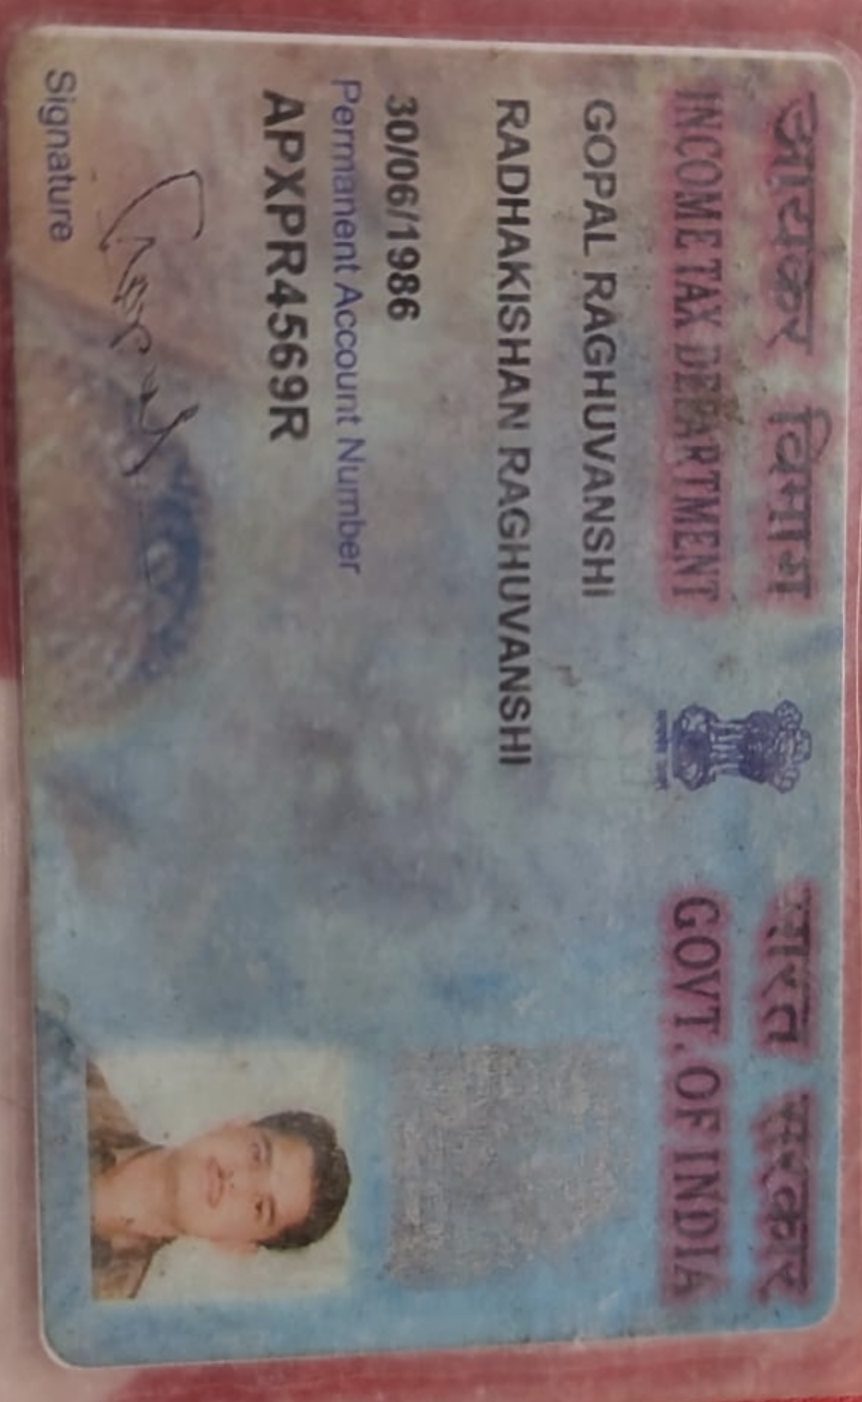 आयकर विभाग
INCOME TAX DEPARTMENT
भारत सरकार
GOVT. OF INDIA
GOPAL RAGHUVANSHI
RADHAKISHAN RAGHUVANSHI
30/06/1986
Permanent Account Number
APXPR4569R
Gopal
Signature